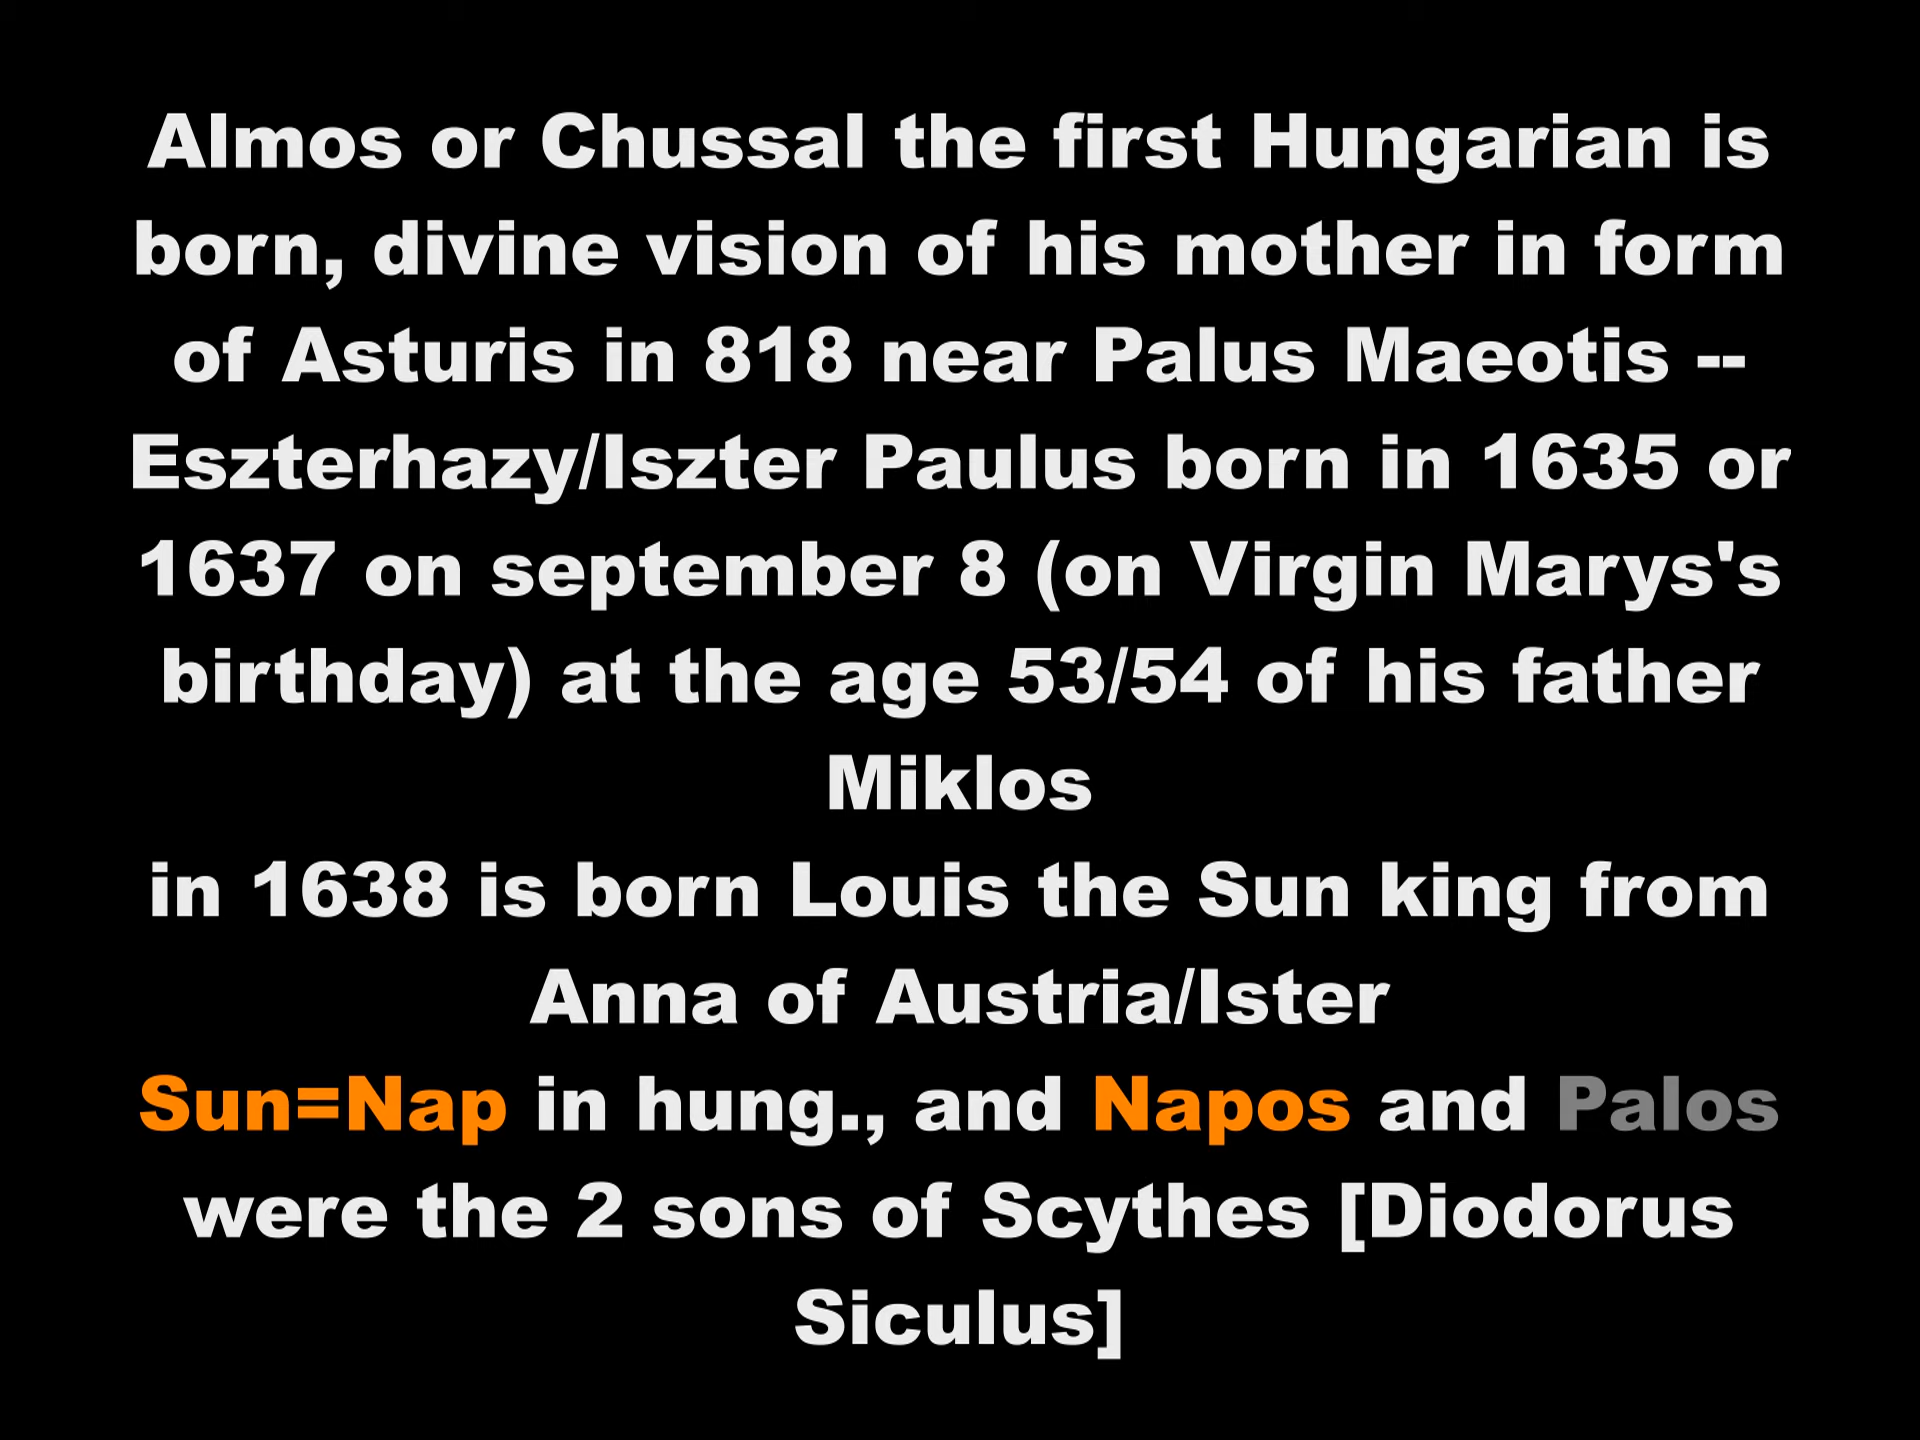 Almos or Chussal the first Hungarian is
born, divine vision of his mother in form
of Asturis in 818 near Palus Maeotis --
Eszterhazy/Iszter Paulus born in 1635 or
1637 on september 8 (on Virgin Marys's
birthday) at the age 53/54 of his father
Miklos
in 1638 is born Louis the Sun king from
Anna of Austria/Ister
Sun=Nap in hung., and Napos and Palos
were the 2 sons of Scythes [Diodorus
Siculus]